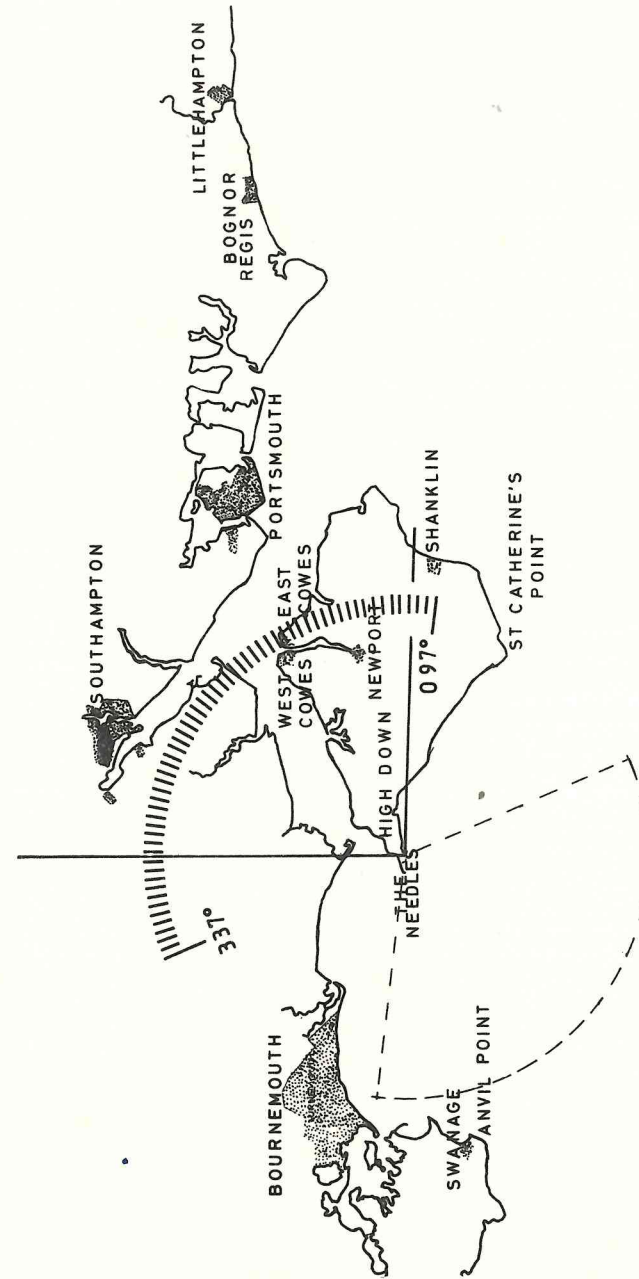 LITTLEHAMPTON
BOGNOR
REGIS
SOUTHAMPTON
PORTSMOUTH
WEST
COWES
EAST
COWES
NEWPORT
SHANKLIN
ST CATHERINE'S
POINT
HIGH DOWN
097°
THE
NEEDLES
337°
BOURNEMOUTH
SWANAGE
ANVIL POINT